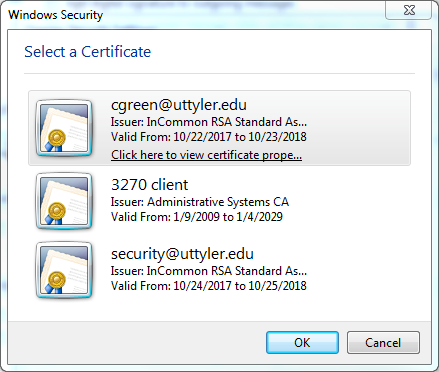 Windows Security
Select a Certificate
cgreen@uttyler.edu
Issuer: InCommon RSA Standard As...
Valid From: 10/22/2017 to 10/23/2018
Click here to view certificate prope...
3270 client
Issuer: Administrative Systems CA
Valid From: 1/9/2009 to 1/4/2029
security@uttyler.edu
Issuer: InCommon RSA Standard As...
Valid From: 10/24/2017 to 10/25/2018
OK Cancel